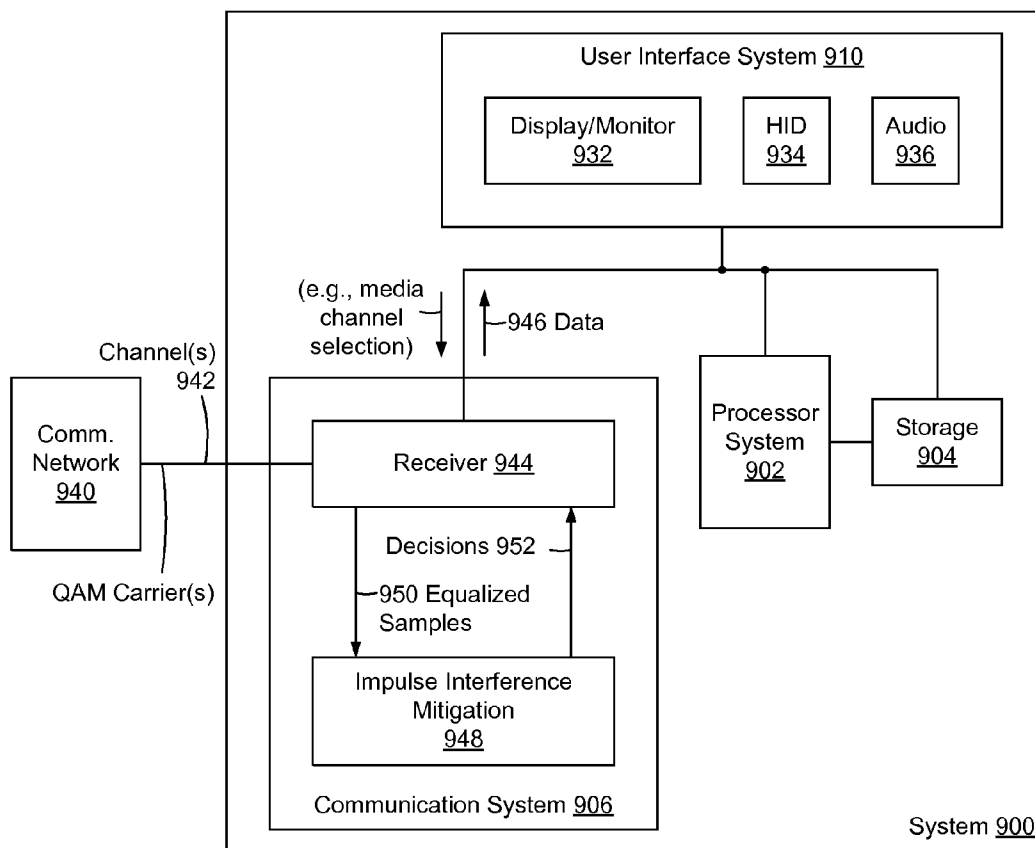 User Interface System 910
Display/Monitor
932
HID
934
Audio
936
(e.g., media
channel
selection)
946 Data
Channel(s)
942
Comm.
Network
940
QAM Carrier(s)
Receiver 944
Decisions 952
950 Equalized
Samples
Impulse Interference
Mitigation
948
Communication System 906
Processor
System
902
Storage
904
System 900